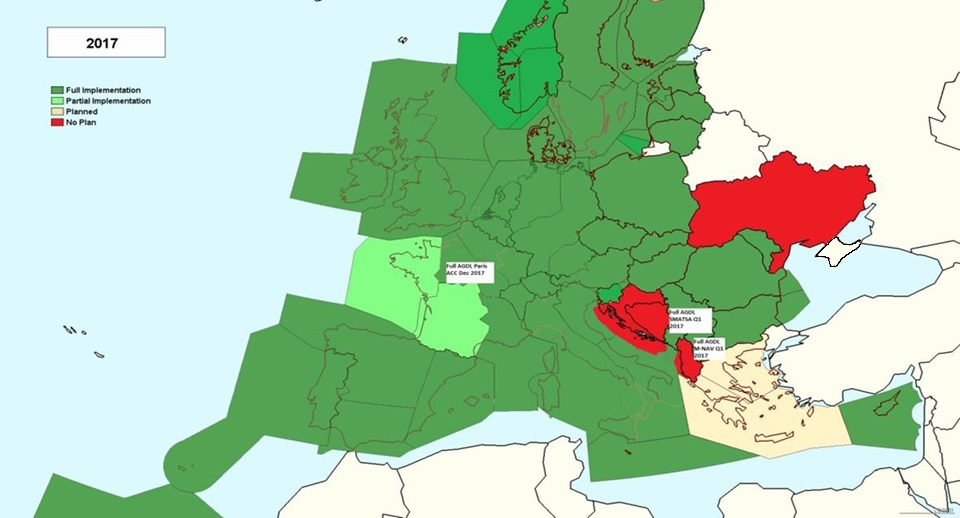 2017
Full Implementation
Partial Implementation
Planned
No Plan
Full AGDL Paris
ACC Dec 2017
Full AGDL
SMATSA Q1
2017
Full AGDL
M-NAV Q1
2017